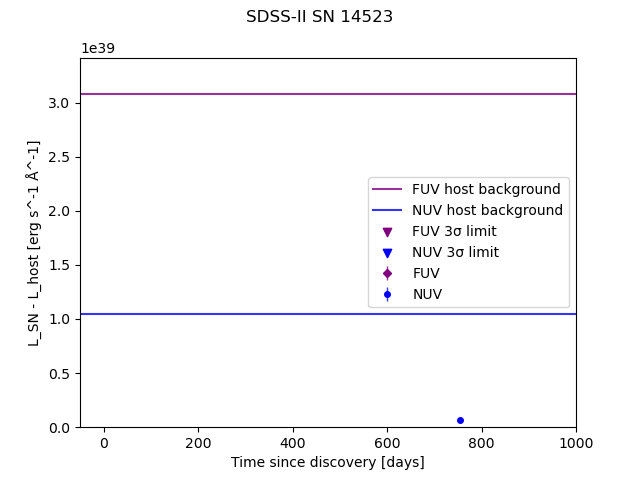 SDSS-II SN 14523
1e39
3.0
2.5
2.0
1.5
1.0
0.5
0.0
L_SN - L_host [erg s^-1 Å^-1]
FUV host background
NUV host background
FUV 3σ limit
NUV 3σ limit
FUV
NUV
0 200 400 600 800 1000
Time since discovery [days]